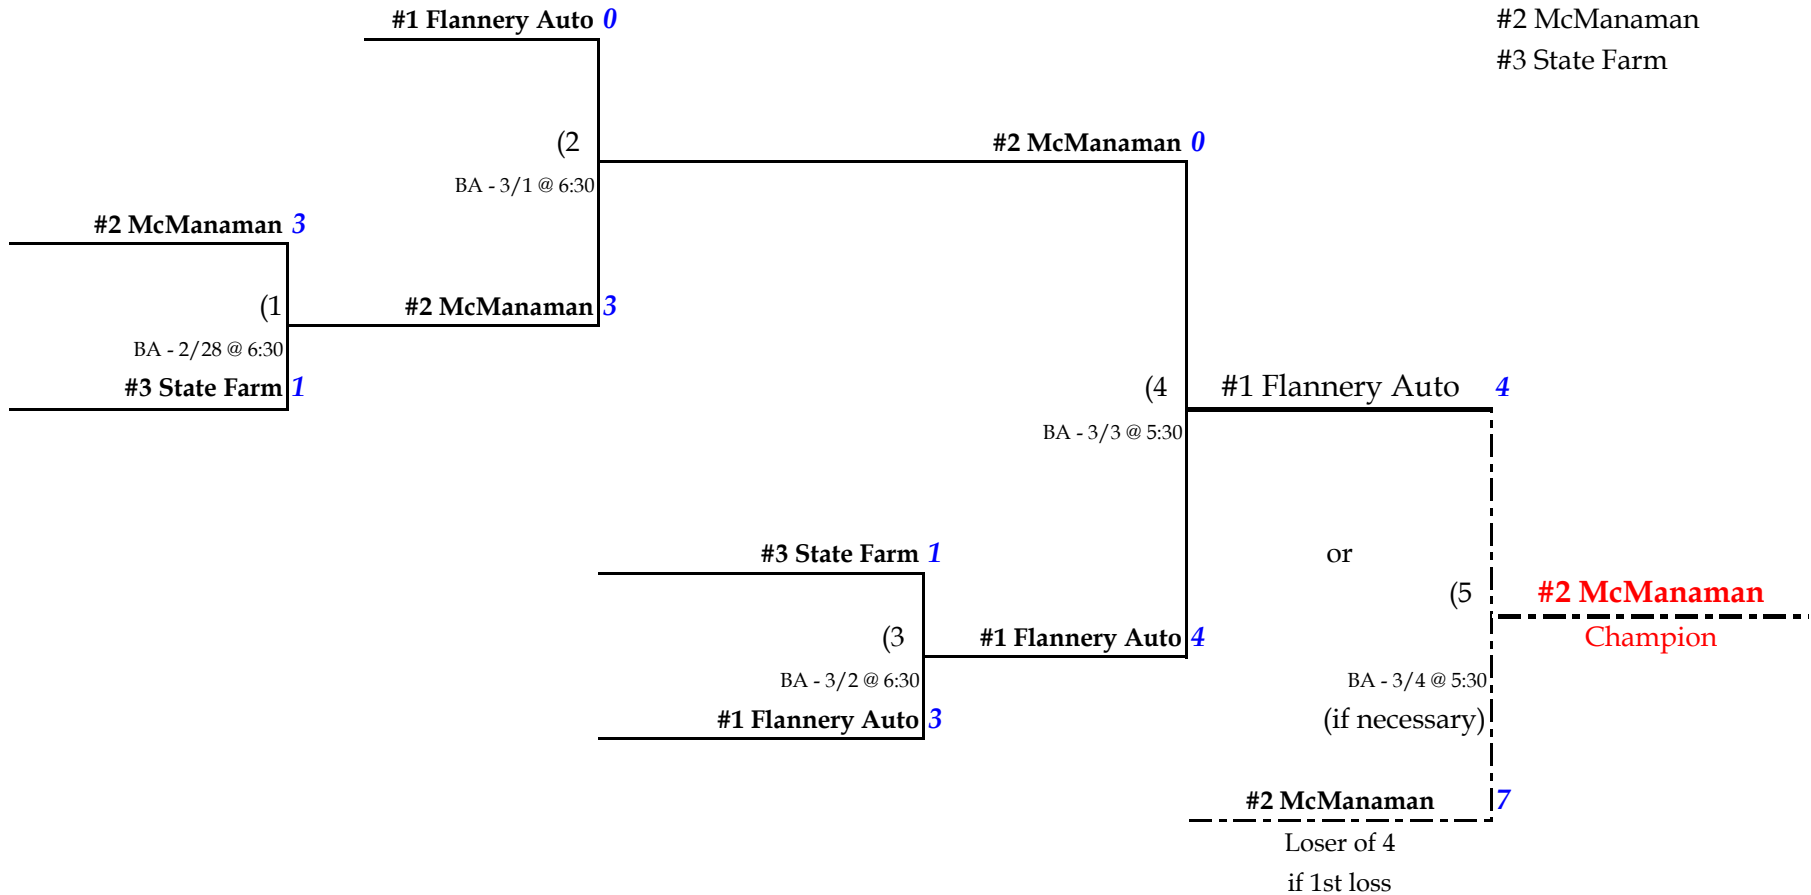 #1 Flannery Auto 0
#2 McManaman
#3 State Farm
(2
#2 McManaman 0
BA - 3/1 @ 6:30
#2 McManaman 3
(1
#2 McManaman 3
BA - 2/28 @ 6:30
#3 State Farm 1
(4
#1 Flannery Auto 4
BA - 3/3 @ 5:30
#3 State Farm 1
or
(5
#2 McManaman
Champion
(3
#1 Flannery Auto 4
BA - 3/2 @ 6:30
BA - 3/4 @ 5:30
#1 Flannery Auto 3
(if necessary)
#2 McManaman 7
Loser of 4
if 1st loss